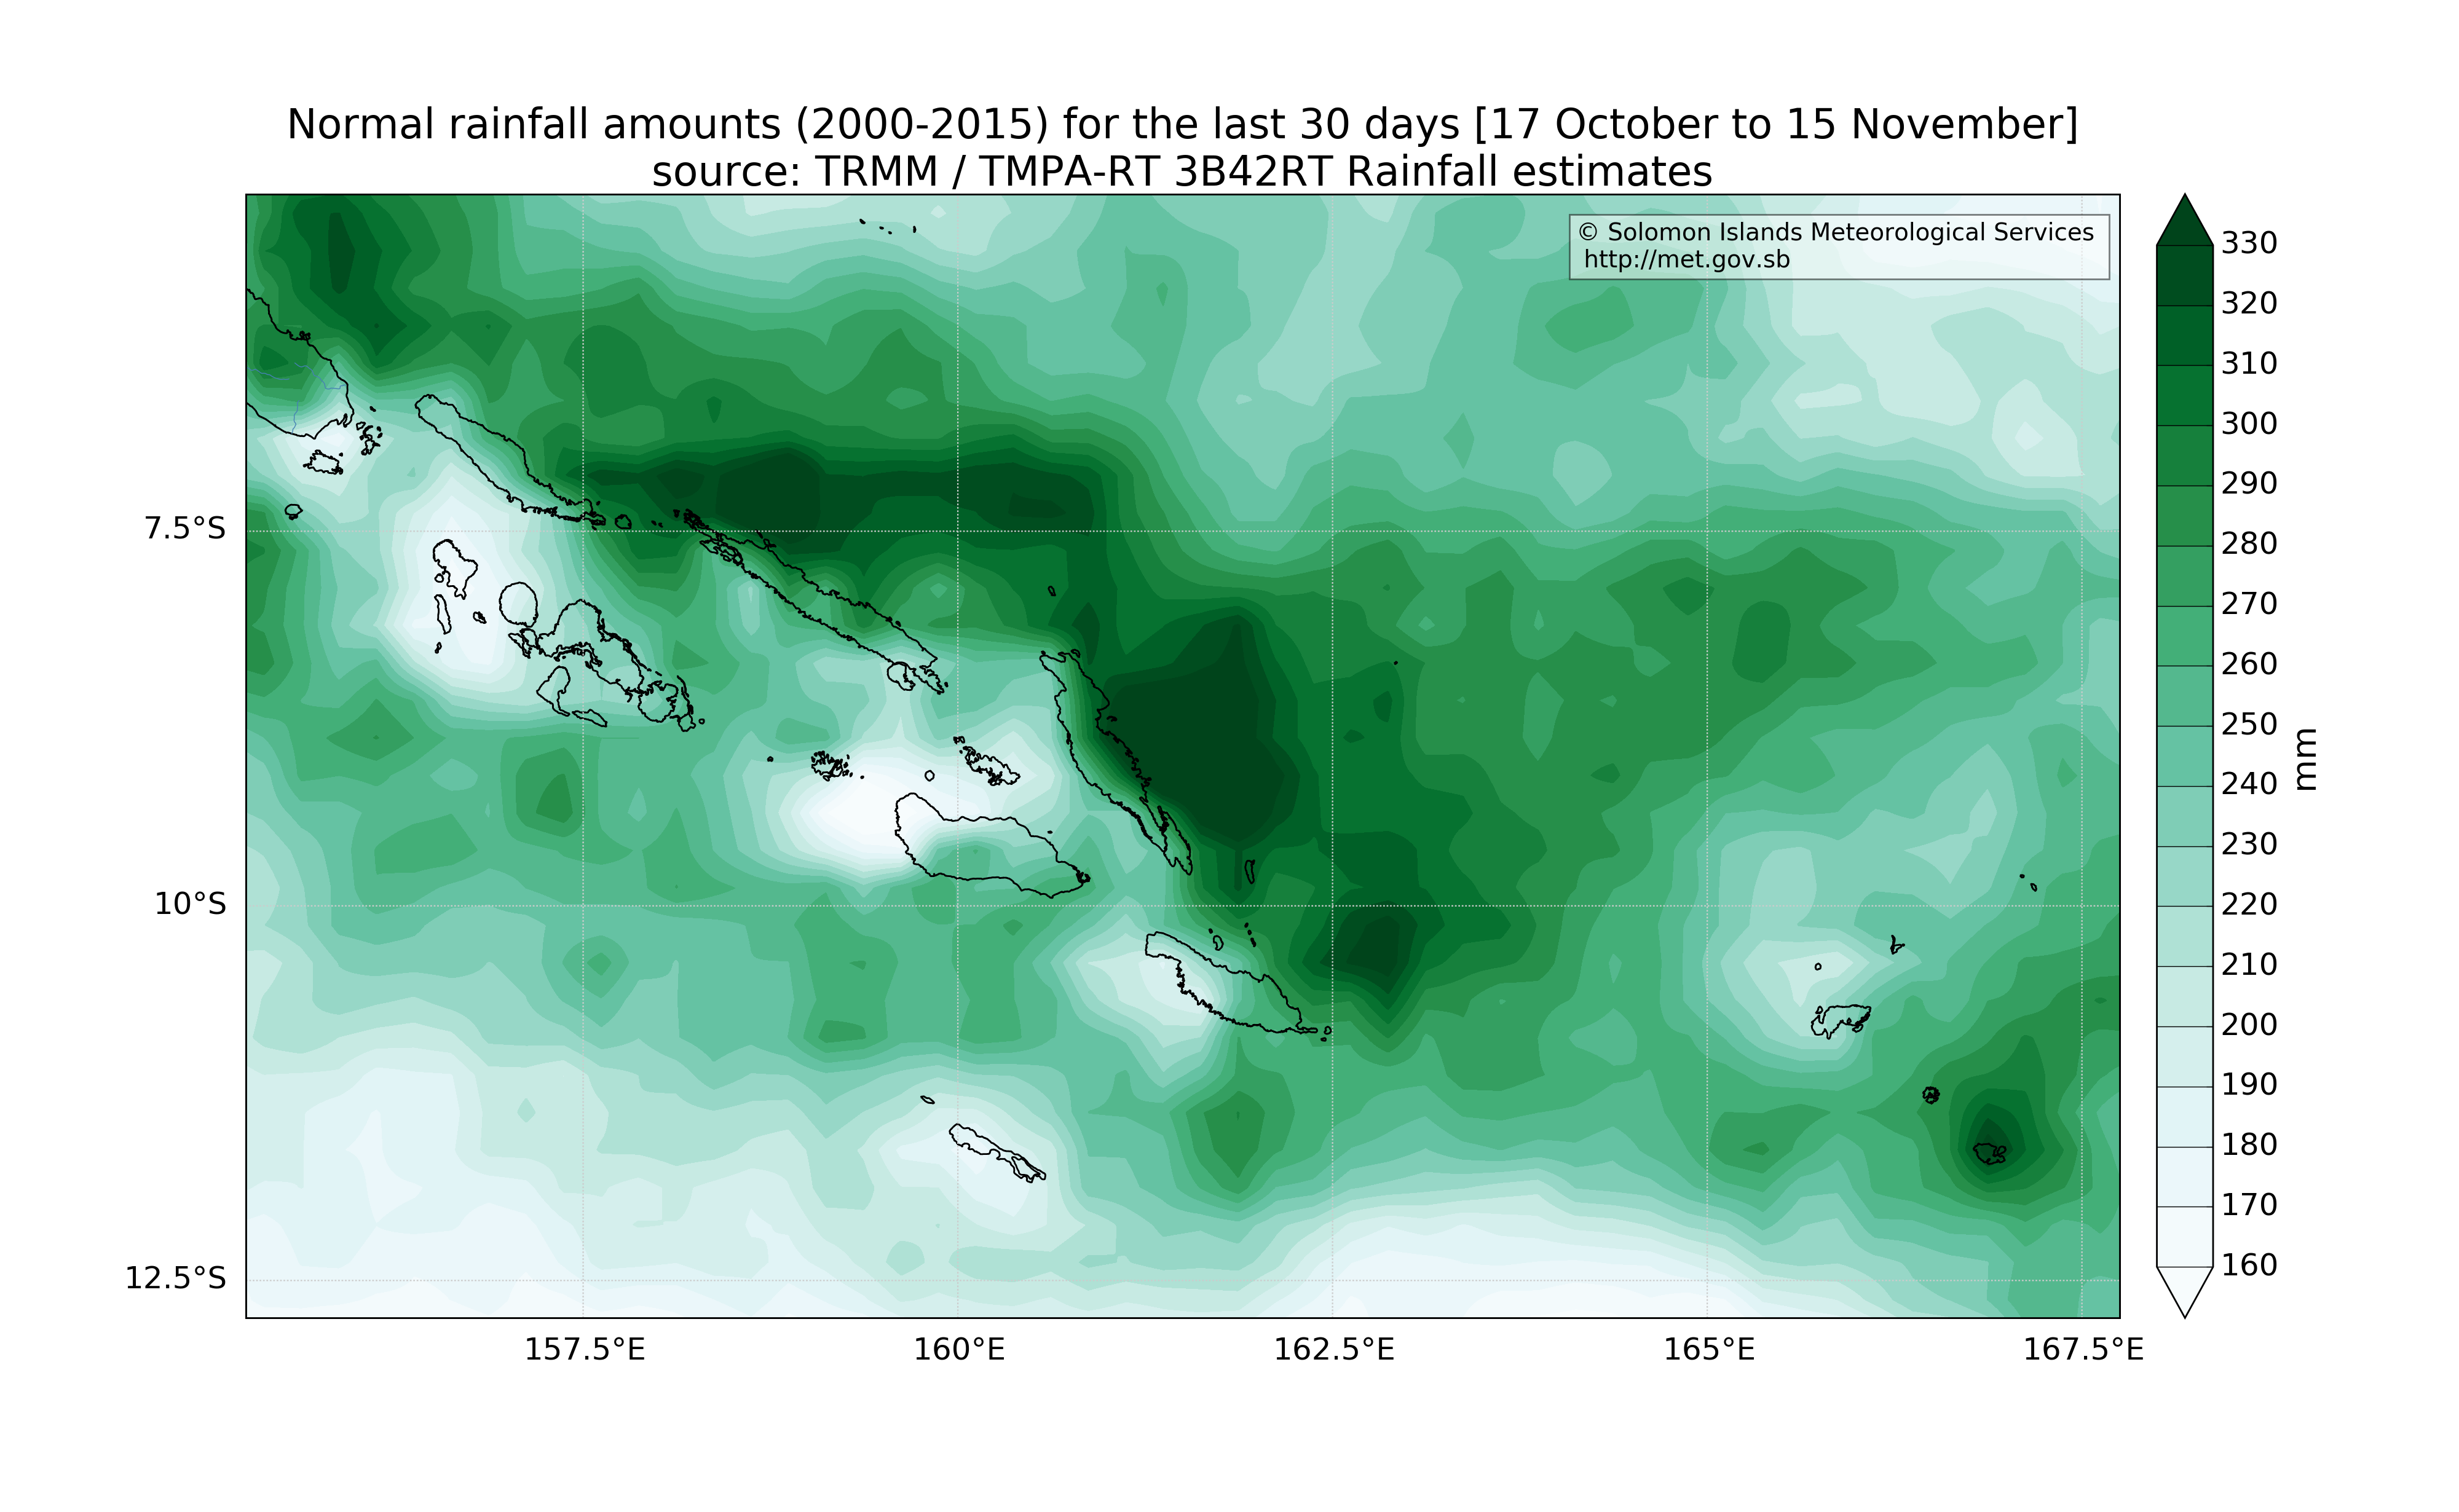 Normal rainfall amounts (2000-2015) for the last 30 days [17 October to 15 November]
source: TRMM / TMPA-RT 3B42RT Rainfall estimates
© Solomon Islands Meteorological Services
http://met.gov.sb
7.5°S
10°S
12.5°S
157.5°E
160°E
162.5°E
165°E
167.5°E
330
320
310
300
290
280
270
260
250
240
230
220
210
200
190
180
170
160
mm